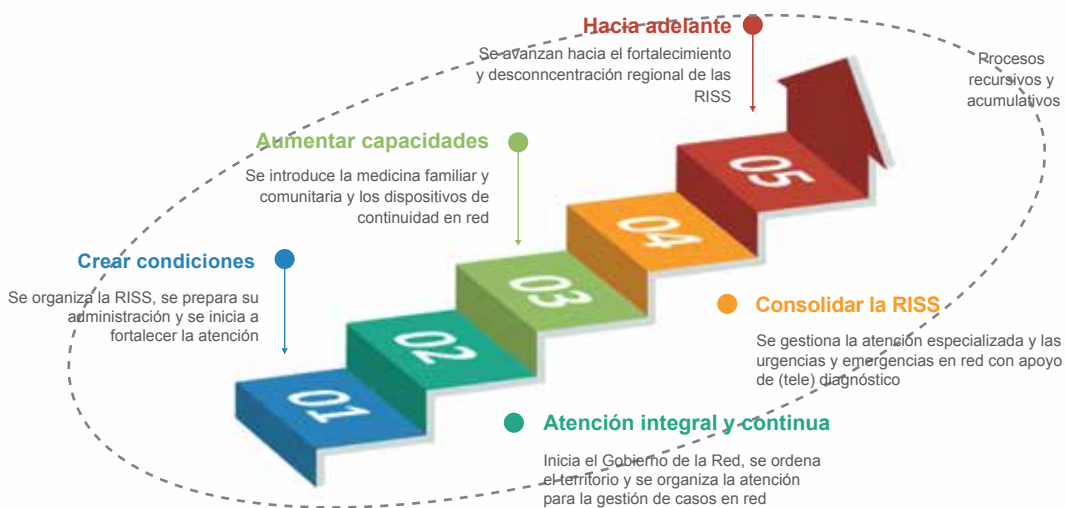 Hacia adelante
Se avanzan hacia el fortalecimiento
y desconncentración regional de las
RISS
Procesos
recursivos y
acumulativos
Aumentar capacidades
Se introduce la medicina familiar y
comunitaria y los dispositivos de
continuidad en red
Crear condiciones
Se organiza la RISS, se prepara su
administración y se inicia a
fortalecer la atención
05
04
03
02
01
Consolidar la RISS
Se gestiona la atención especializada y las
urgencias y emergencias en red con apoyo
de (tele) diagnóstico
Atención integral y continua
Inicia el Gobierno de la Red, se ordena
el territorio y se organiza la atención
para la gestión de casos en red